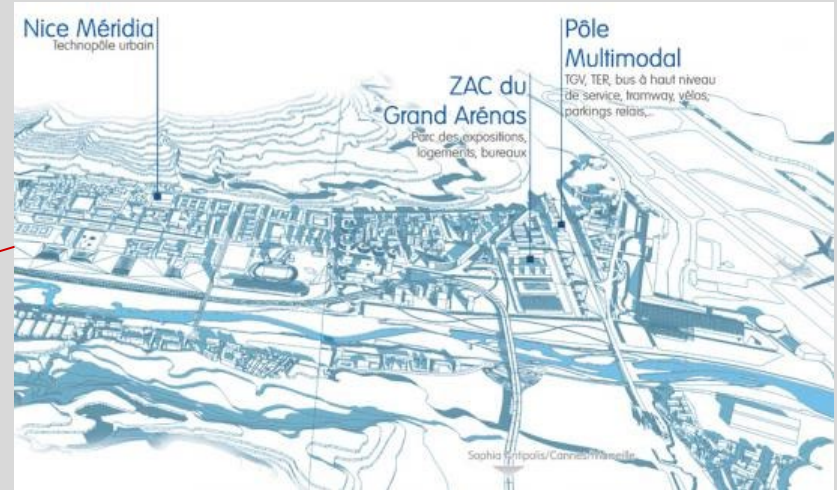 Nice Méridia
Technopôle urbain
ZAC du
Grand Arénas
Parc des expositions,
logements, bureaux
Pôle
Multimodal
TGV, TER, bus à haut niveau
de service, tramway, vélos,
parkings relais,..
Sophia Antipolis/Cannes/Marseille